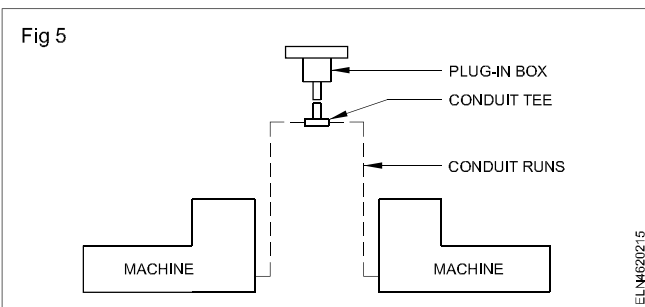 Fig 5
PLUG-IN BOX
CONDUIT TEE
CONDUIT RUNS
MACHINE
MACHINE
ELN4620215